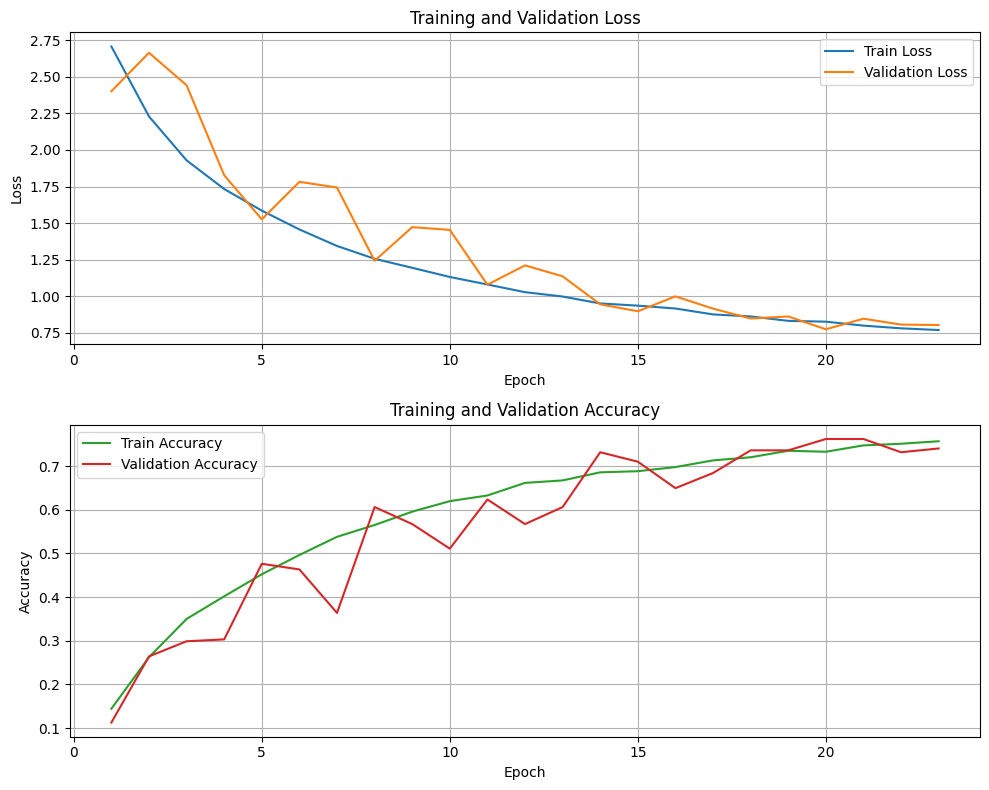 Training and Validation Loss
2.75
2.50
2.25
2.00
1.75
1.50
1.25
1.00
0.75
Loss
Train Loss
Validation Loss
0 5 10 15 20
Epoch
Training and Validation Accuracy
Train Accuracy
Validation Accuracy
0.7
0.6
0.5
0.4
0.3
0.2
0.1
Accuracy
0 5 10 15 20
Epoch